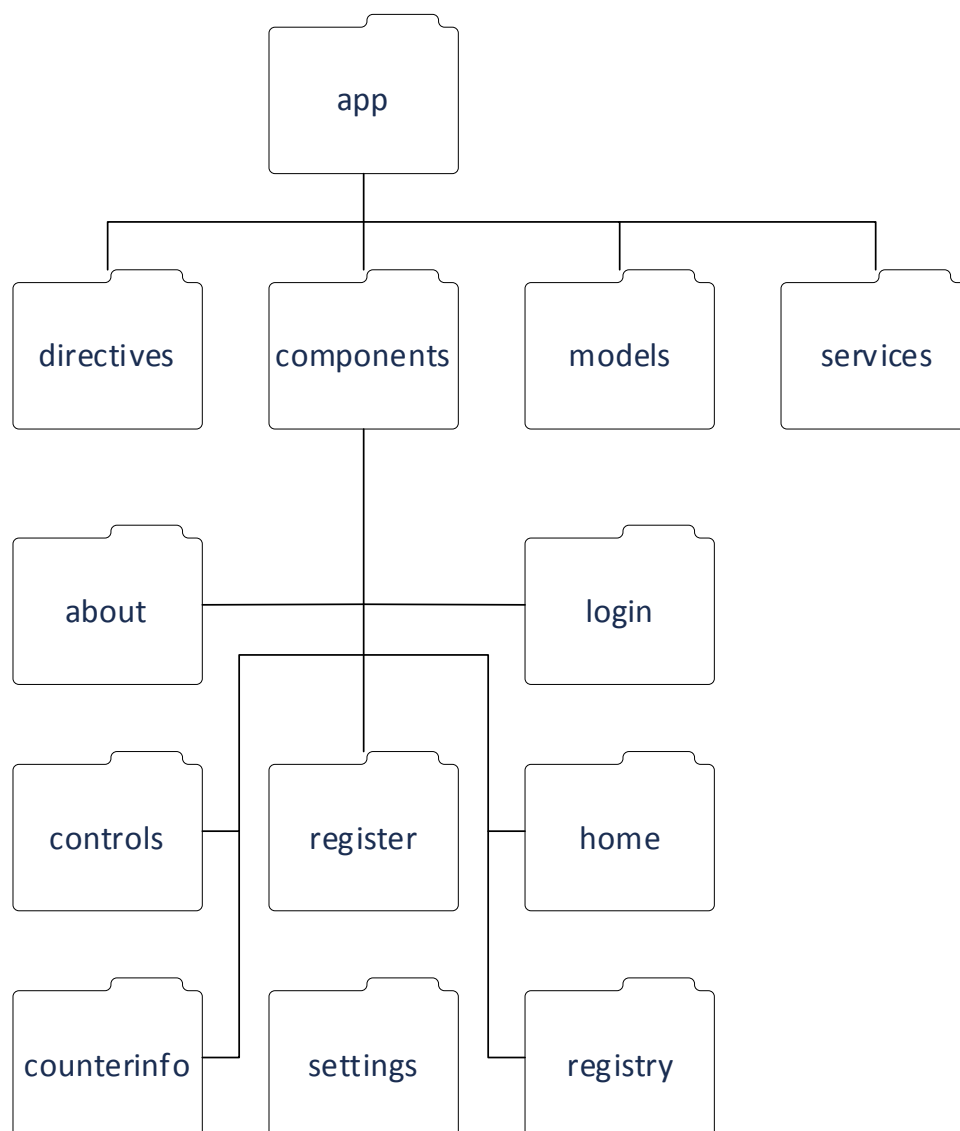 app
directives
components
models
services
about
login
controls
register
home
counterinfo
settings
registry